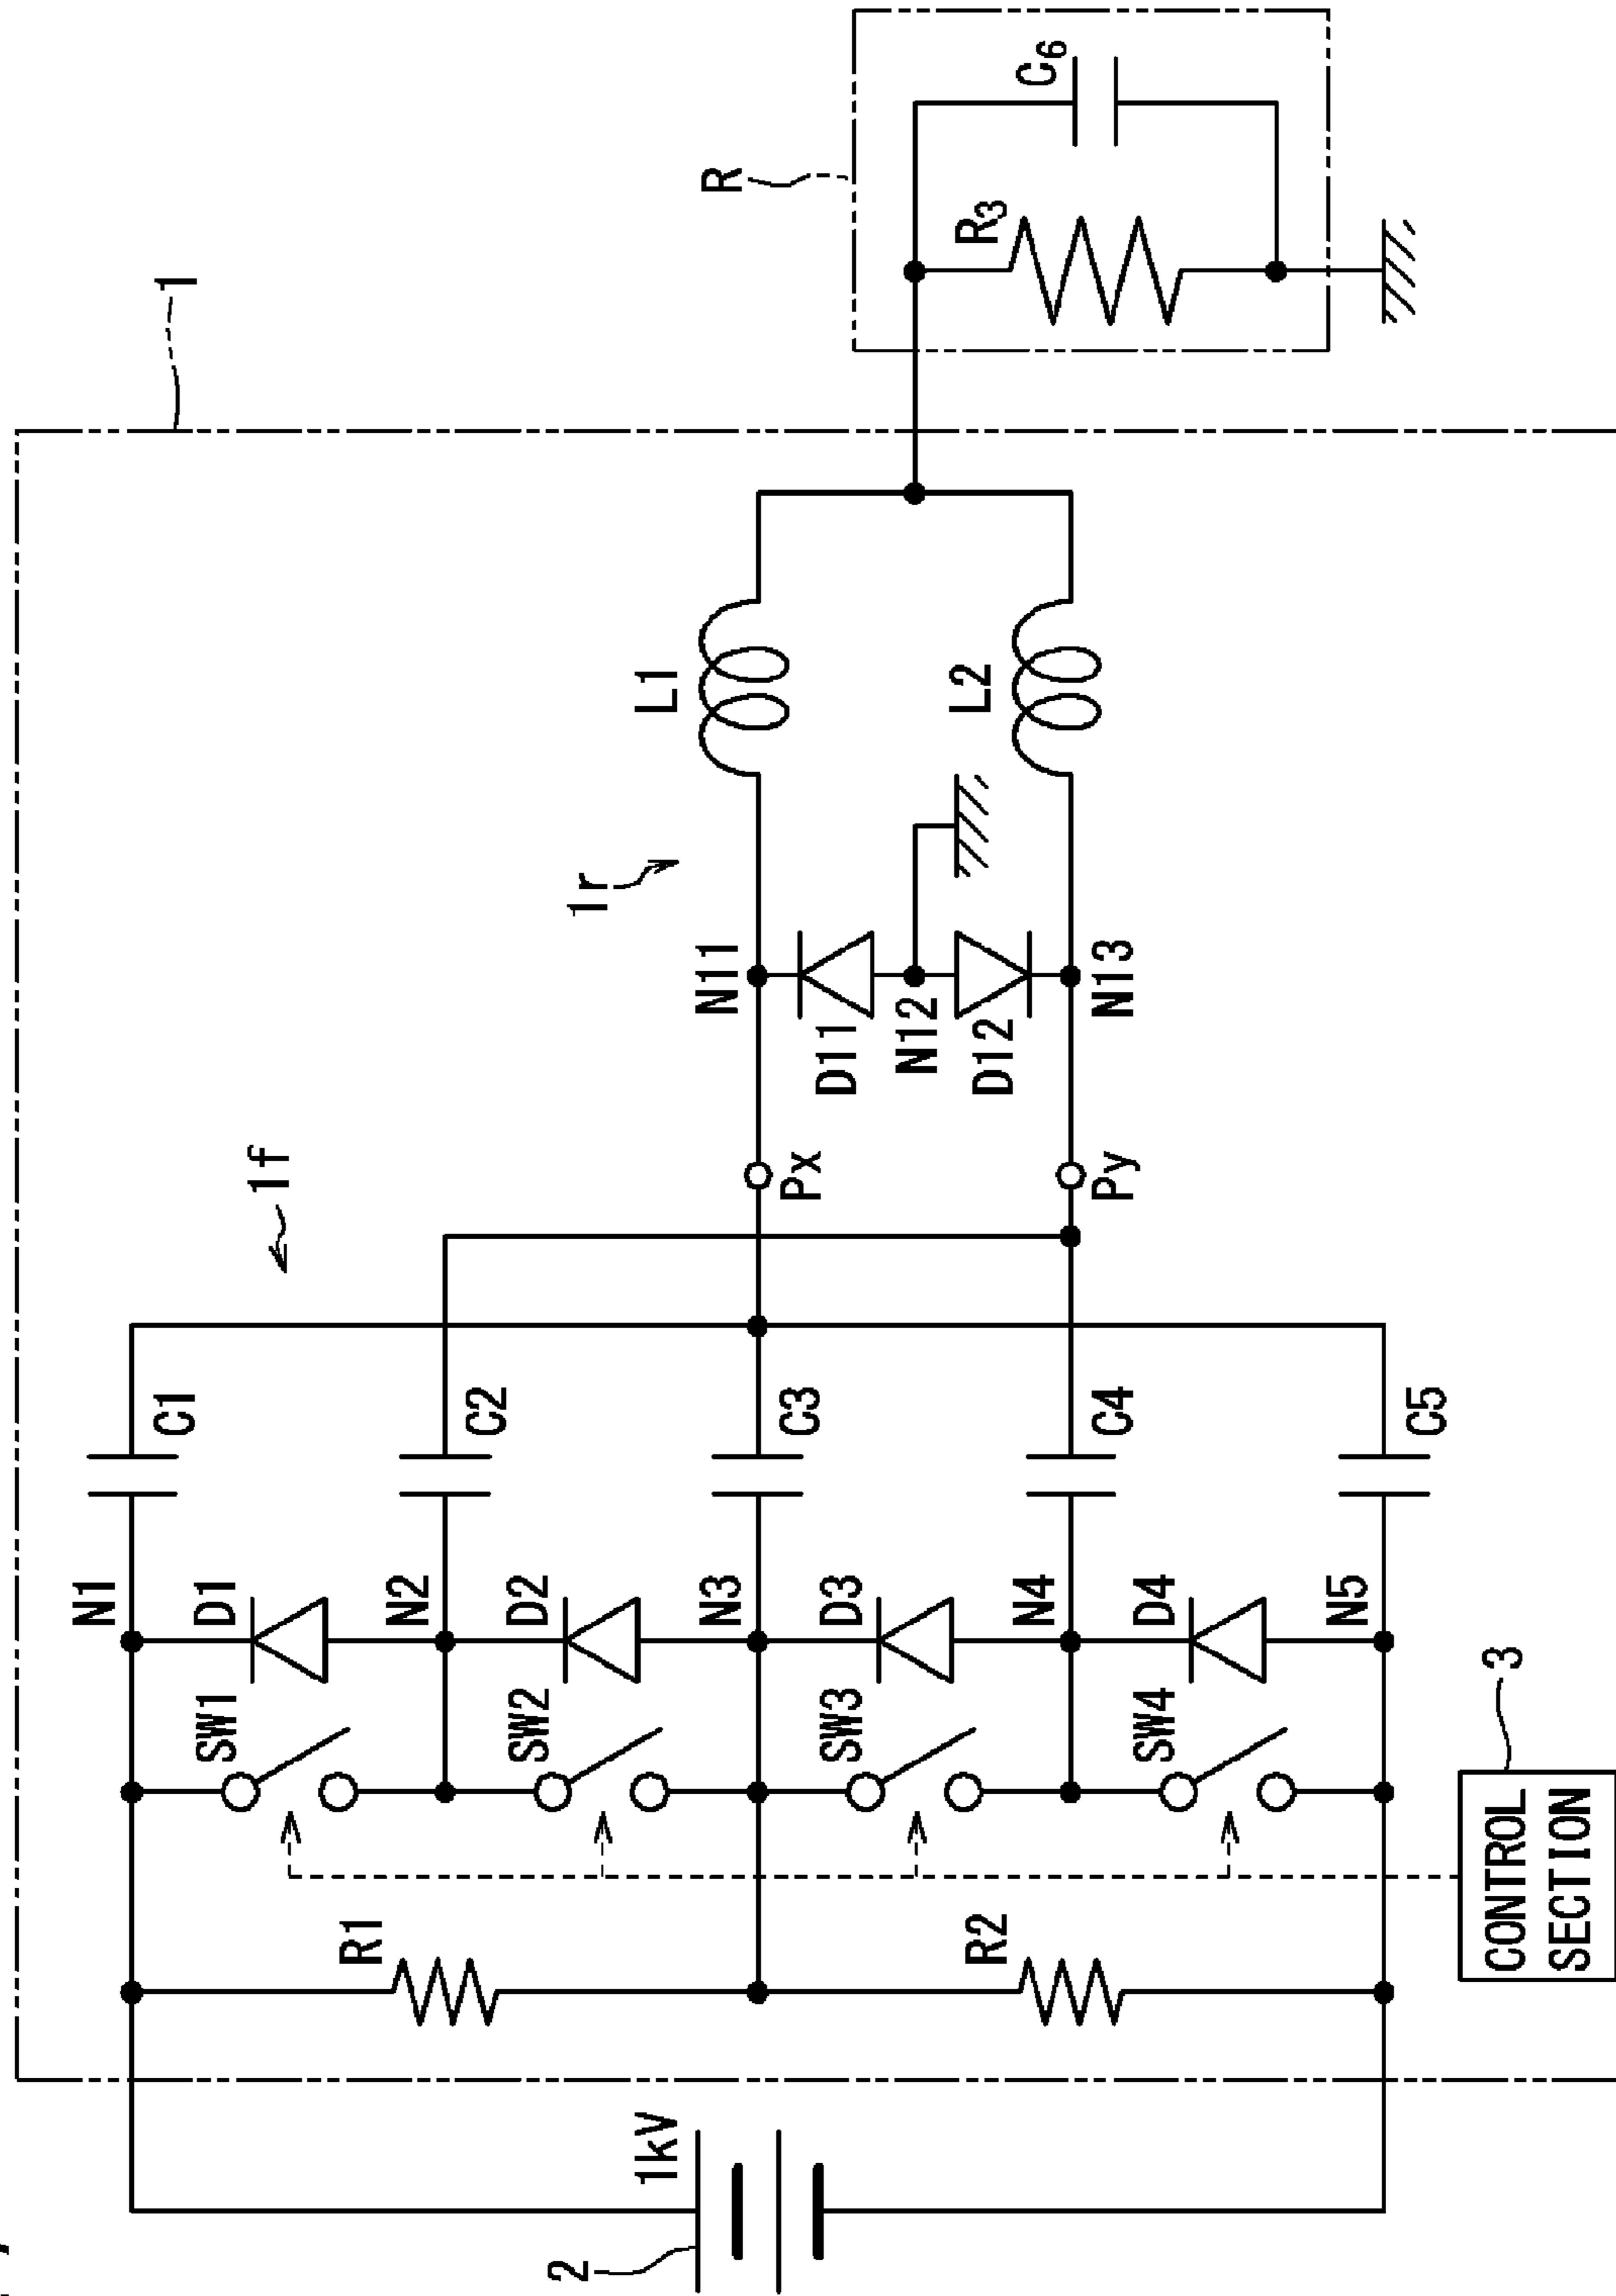 1
R
R3
C6
1f
1r
L1
L2
N11
D11
N12
D12
N13
Px
Py
C1
C2
C3
C4
C5
N1
D1
N2
D2
N3
D3
N4
D4
N5
SW1
SW2
SW3
SW4
R1
R2
3
CONTROL
SECTION
1kV
2